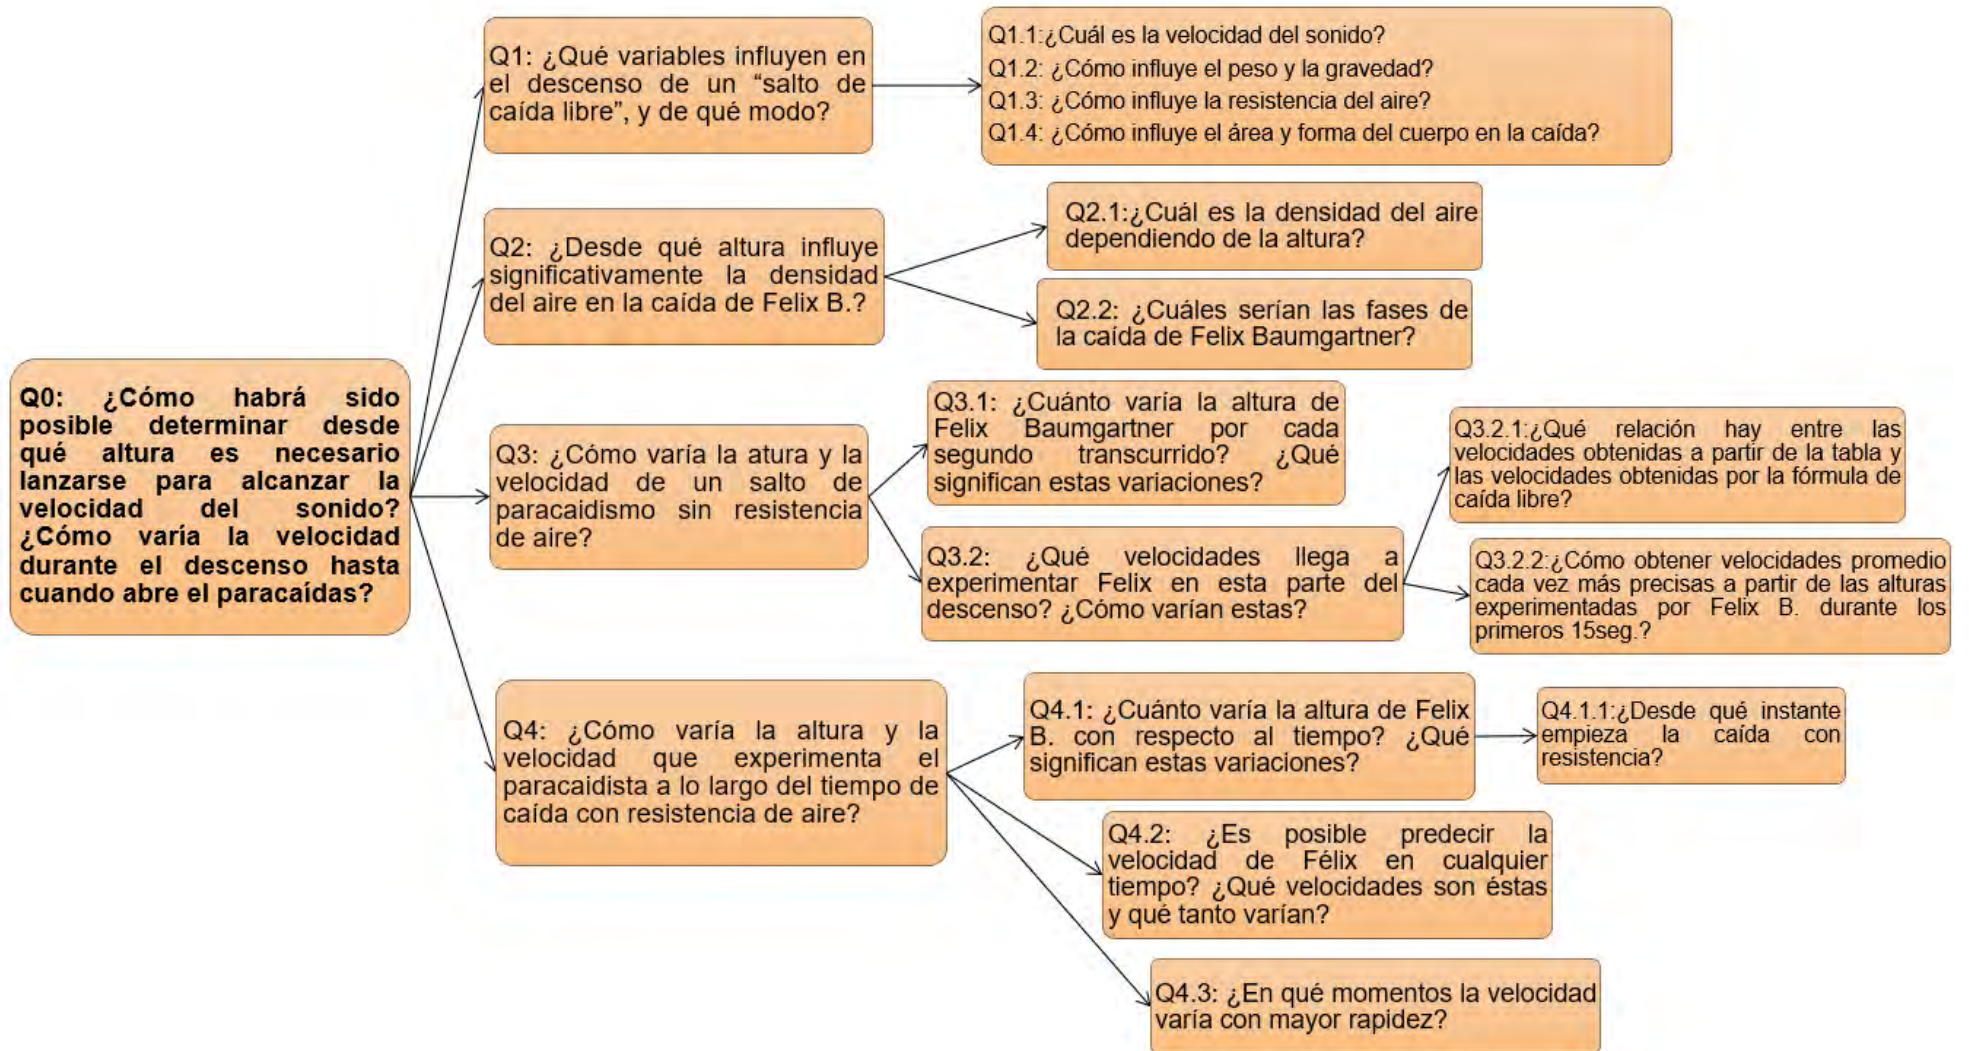 Q0: ¿Cómo habrá sido
posible determinar desde
qué altura es necesario
lanzarse para alcanzar la
velocidad del sonido?
¿Cómo varía la velocidad
durante el descenso hasta
cuando abre el paracaídas?
Q1: ¿Qué variables influyen en
el descenso de un “salto de
caída libre”, y de qué modo?
Q1.1:¿Cuál es la velocidad del sonido?
Q1.2: ¿Cómo influye el peso y la gravedad?
Q1.3: ¿Cómo influye la resistencia del aire?
Q1.4: ¿Cómo influye el área y forma del cuerpo en la caída?
Q2: ¿Desde qué altura influye
significativamente la densidad
del aire en la caída de Felix B.?
Q2.1:¿Cuál es la densidad del aire
dependiendo de la altura?
Q2.2: ¿Cuáles serían las fases de
la caída de Felix Baumgartner?
Q3: ¿Cómo varía la atura y la
velocidad de un salto de
paracaidismo sin resistencia
de aire?
Q3.1: ¿Cuánto varía la altura de
Felix Baumgartner por cada
segundo transcurrido? ¿Qué
significan estas variaciones?
Q3.2: ¿Qué velocidades llega a
experimentar Felix en esta parte del
descenso? ¿Cómo varían estas?
Q3.2.1:¿Qué relación hay entre las
velocidades obtenidas a partir de la tabla y
las velocidades obtenidas por la fórmula de
caída libre?
Q3.2.2:¿Cómo obtener velocidades promedio
cada vez más precisas a partir de las alturas
experimentadas por Felix B. durante los
primeros 15seg.?
Q4: ¿Cómo varía la altura y la
velocidad que experimenta el
paracaidista a lo largo del tiempo de
caída con resistencia de aire?
Q4.1: ¿Cuánto varía la altura de Felix
B. con respecto al tiempo? ¿Qué
significan estas variaciones?
Q4.1.1:¿Desde qué instante
empieza la caída con
resistencia?
Q4.2: ¿Es posible predecir la
velocidad de Félix en cualquier
tiempo? ¿Qué velocidades son éstas
y qué tanto varían?
Q4.3: ¿En qué momentos la velocidad
varía con mayor rapidez?